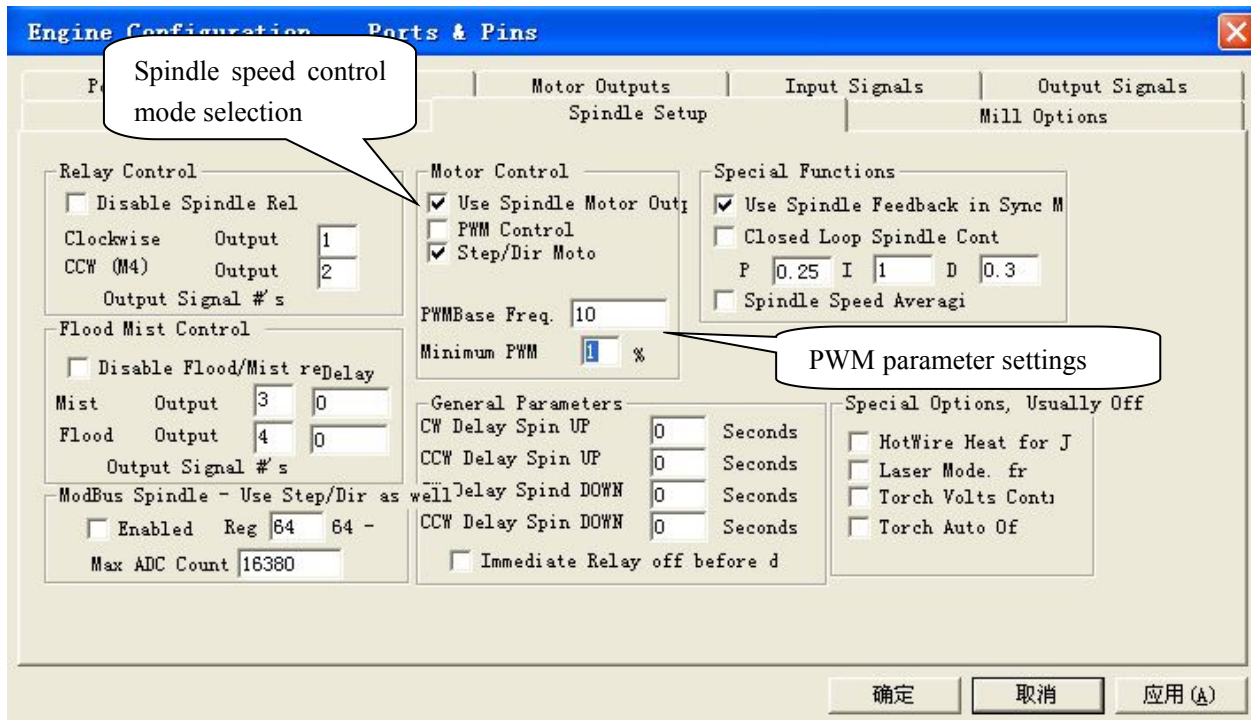 Engine Configuration Ports & Pins
Spindle speed control
mode selection
Motor Outputs
Input Signals
Output Signals
Spindle Setup
Mill Options
Relay Control
Disable Spindle Rel
Clockwise Output 1
CCW (M4) Output 2
Output Signal #'s
Flood Mist Control
Disable Flood/Mist re
Delay
Mist Output 3 0
Flood Output 4 0
Output Signal #'s
ModBus Spindle - Use Step/Dir as well
Enabled Reg 64 64 -
Max ADC Count 16380
Motor Control
Use Spindle Motor Outp
PWM Control
Step/Dir Moto
PWMBase Freq. 10
Minimum PWM 1 %
General Parameters
CW Delay Spin UP 0 Seconds
CCW Delay Spin UP 0 Seconds
Delay Spind DOWN 0 Seconds
CCW Delay Spin DOWN 0 Seconds
Immediate Relay off before d
Special Functions
Use Spindle Feedback in Sync M
Closed Loop Spindle Cont
P 0.25 I 1 D 0.3
Spindle Speed Averagi
PWM parameter settings
Special Options, Usually Off
HotWire Heat for J
Laser Mode. fr
Torch Volts Cont
Torch Auto Of
确定
取消
应用(A)